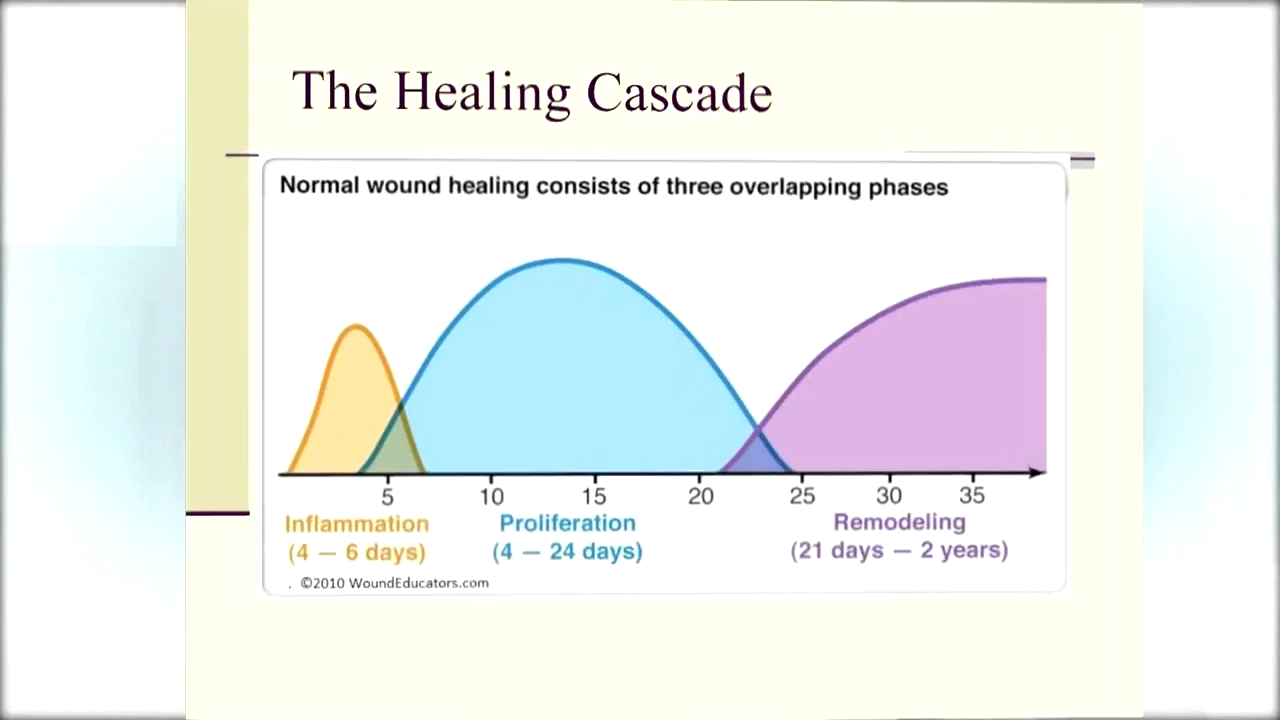 The Healing Cascade
Normal wound healing consists of three overlapping phases
5 10 15 20 25 30 35
Inflammation Proliferation Remodeling
(4 — 6 days) (4 — 24 days) (21 days — 2 years)
. ©2010 WoundEducators.com